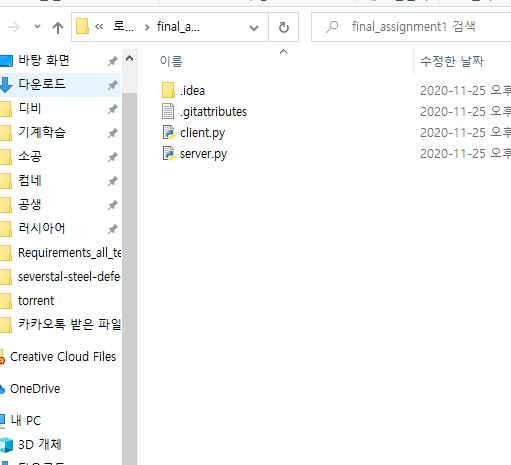 « 로... › final_a...
final_assignment1 검색
바탕 화면
다운로드
디비
기계학습
소공
컴네
공생
러시아어
Requirements_all_te
severstal-steel-defe
torrent
카카오톡 받은 파일
Creative Cloud Files
OneDrive
내 PC
3D 개체
다운로드
이름 수정한 날짜
.idea 2020-11-25 오후
.gitattributes 2020-11-25 오후
client.py 2020-11-25 오후
server.py 2020-11-25 오후